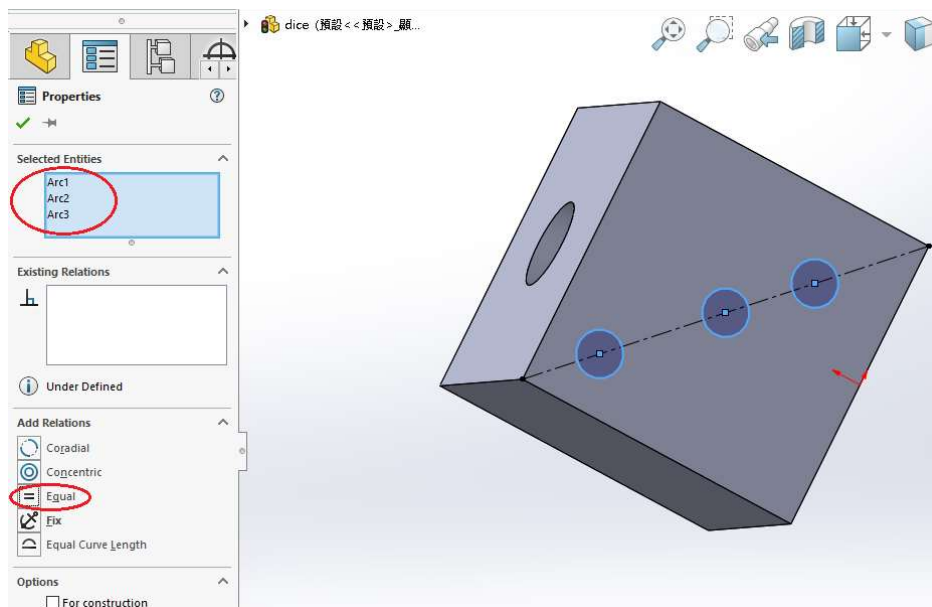 dice (預設<<預設>_顯...
Properties
Selected Entities
Arc1
Arc2
Arc3
Existing Relations
Under Defined
Add Relations
Coradial
Concentric
Equal
Fix
Equal Curve Length
Options
For construction